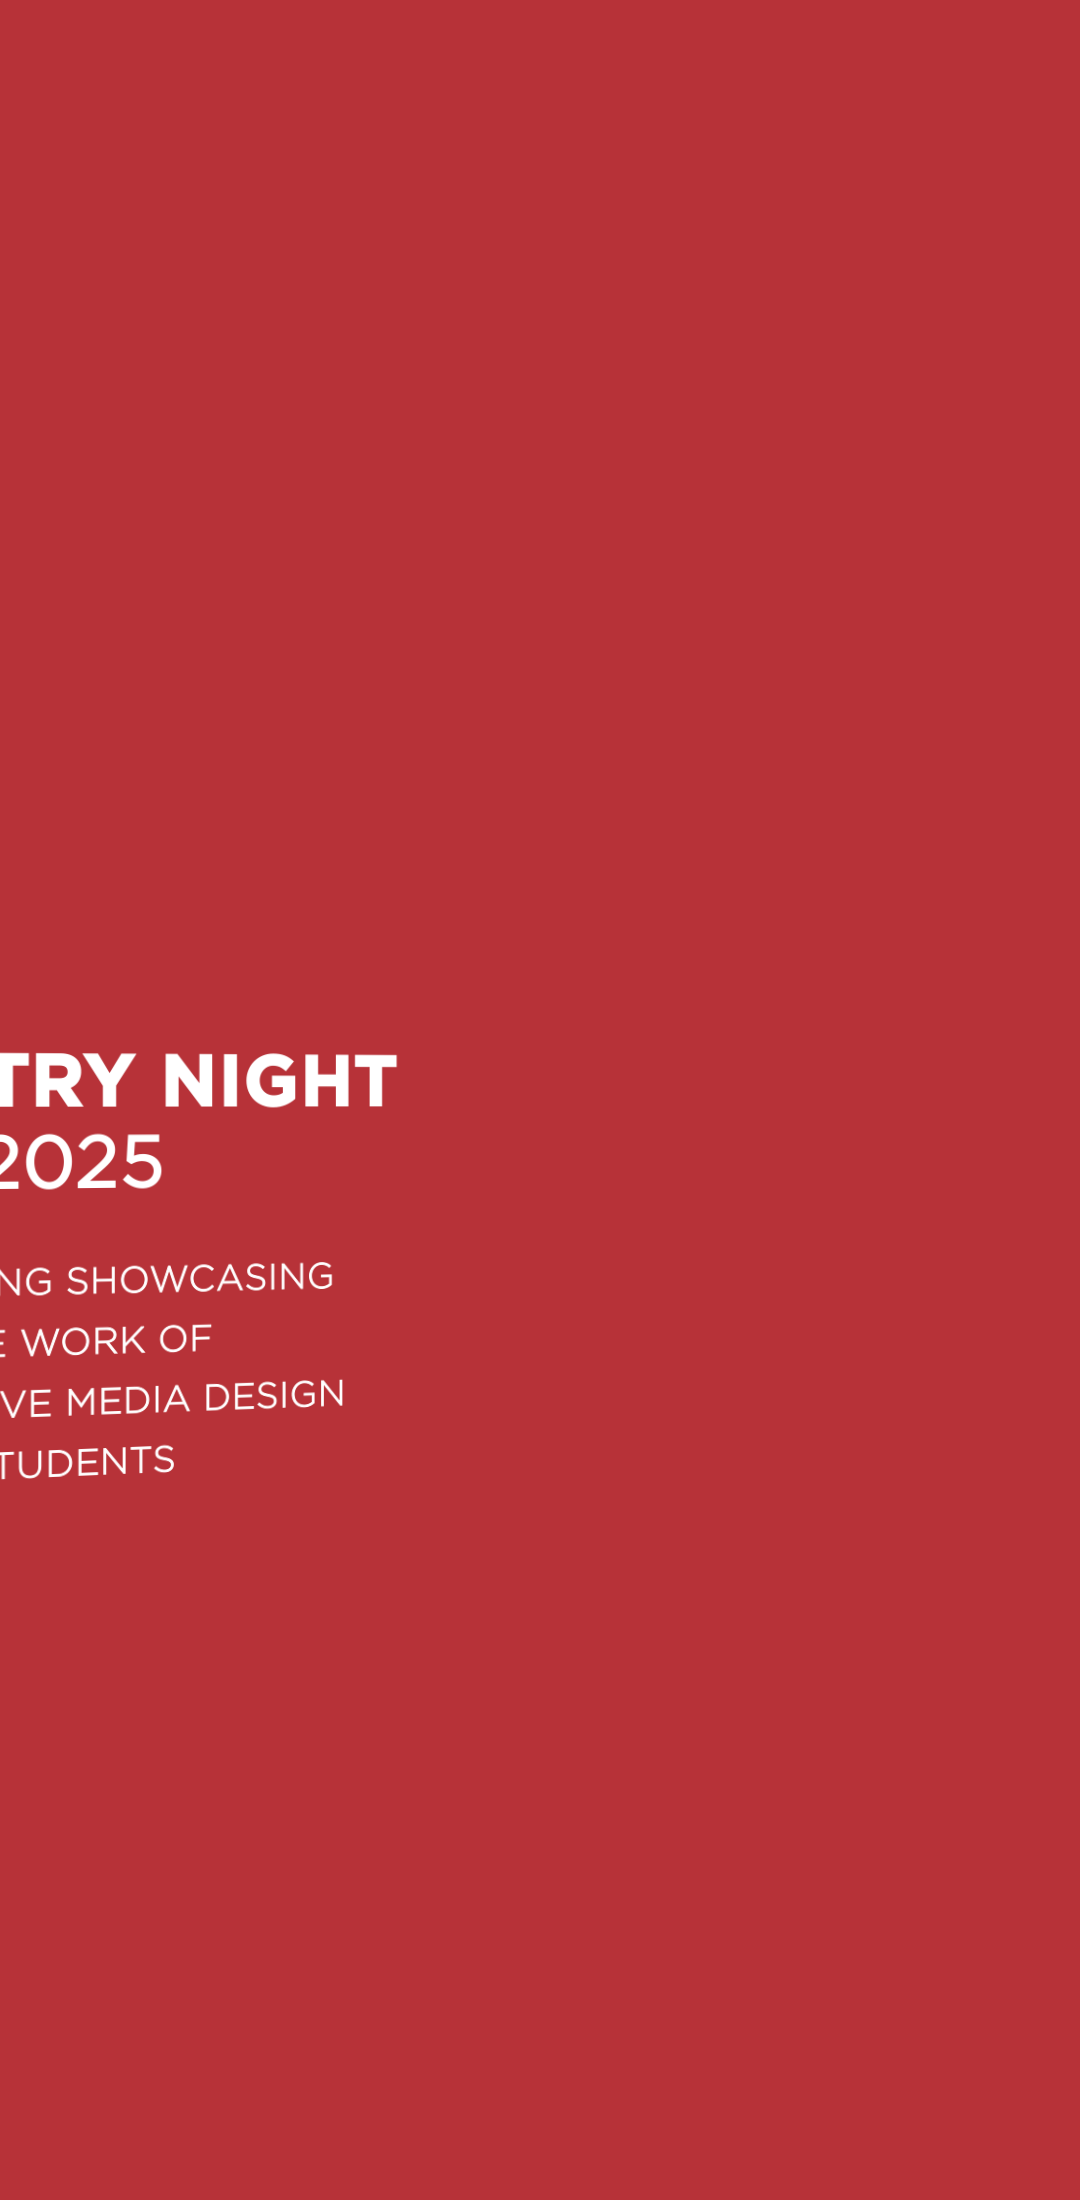 TRY NIGHT
2025
NG SHOWCASING
E WORK OF
VE MEDIA DESIGN
TUDENTS